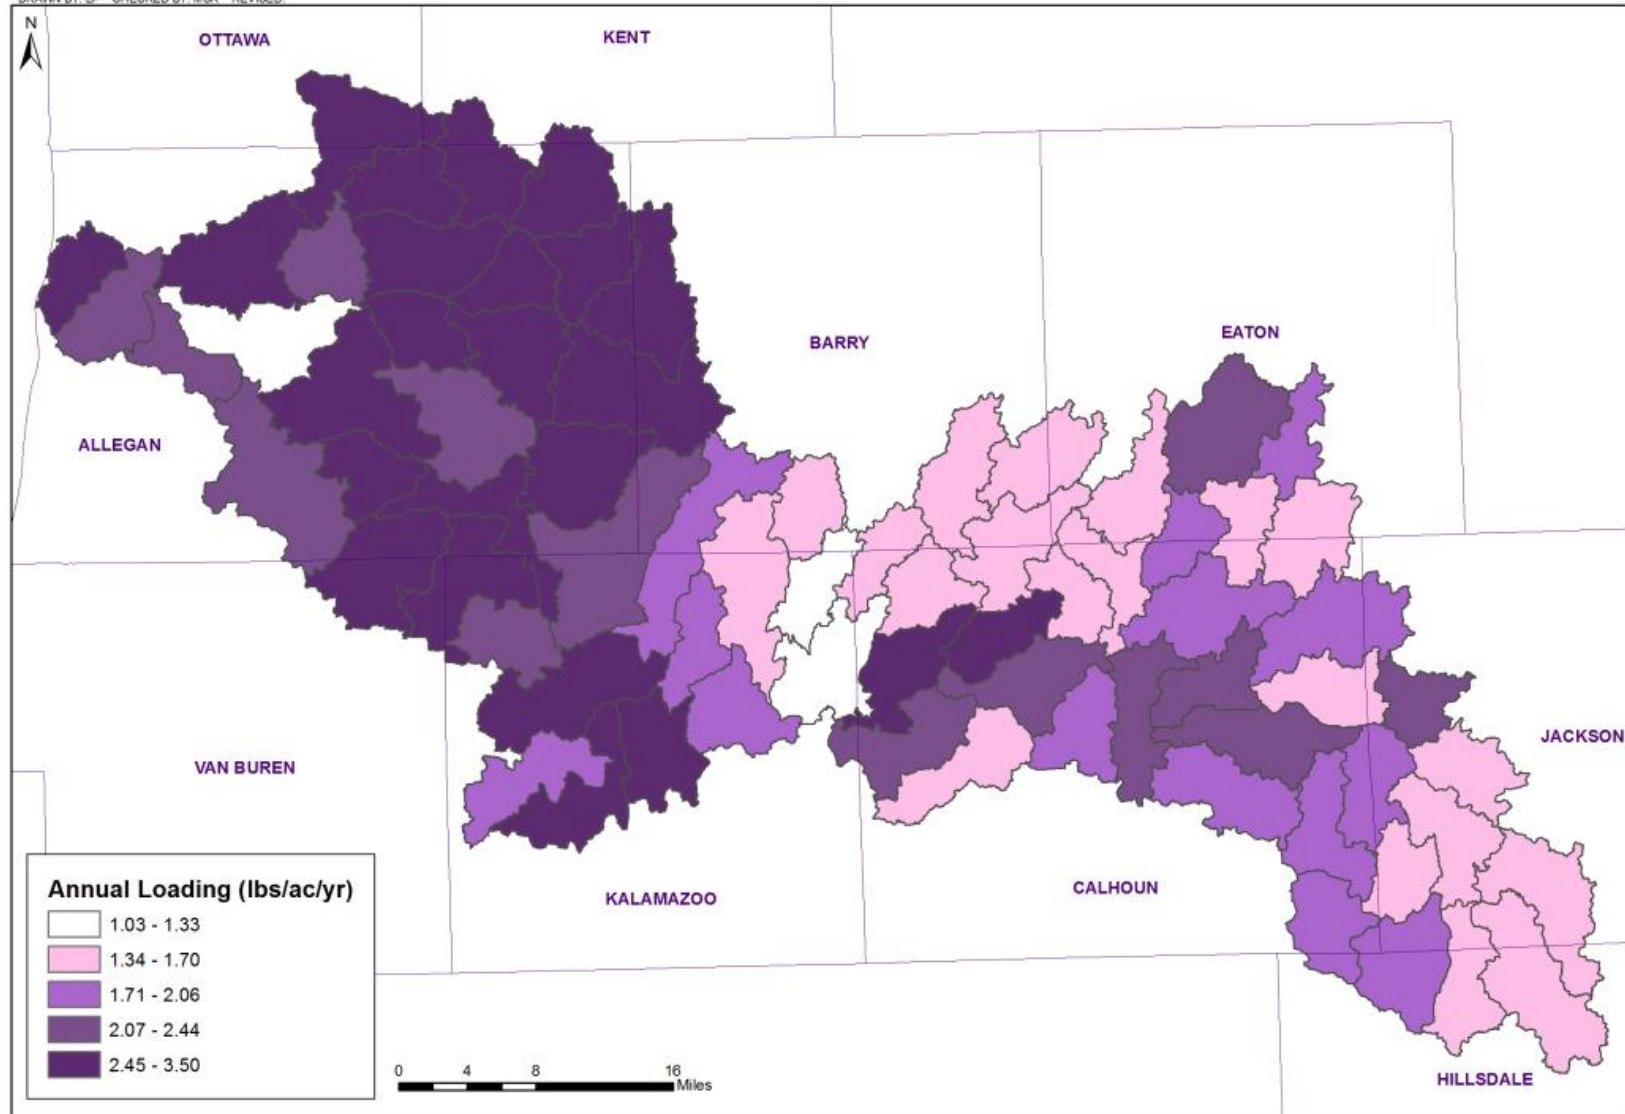 N
OTTAWA
KENT
BARRY
EATON
ALLEGAN
VAN BUREN
JACKSON
KALAMAZOO
CALHOUN
HILLSDALE
Annual Loading (lbs/ac/yr)
1.03 - 1.33
1.34 - 1.70
1.71 - 2.06
2.07 - 2.44
2.45 - 3.50
0 4 8 16
Miles